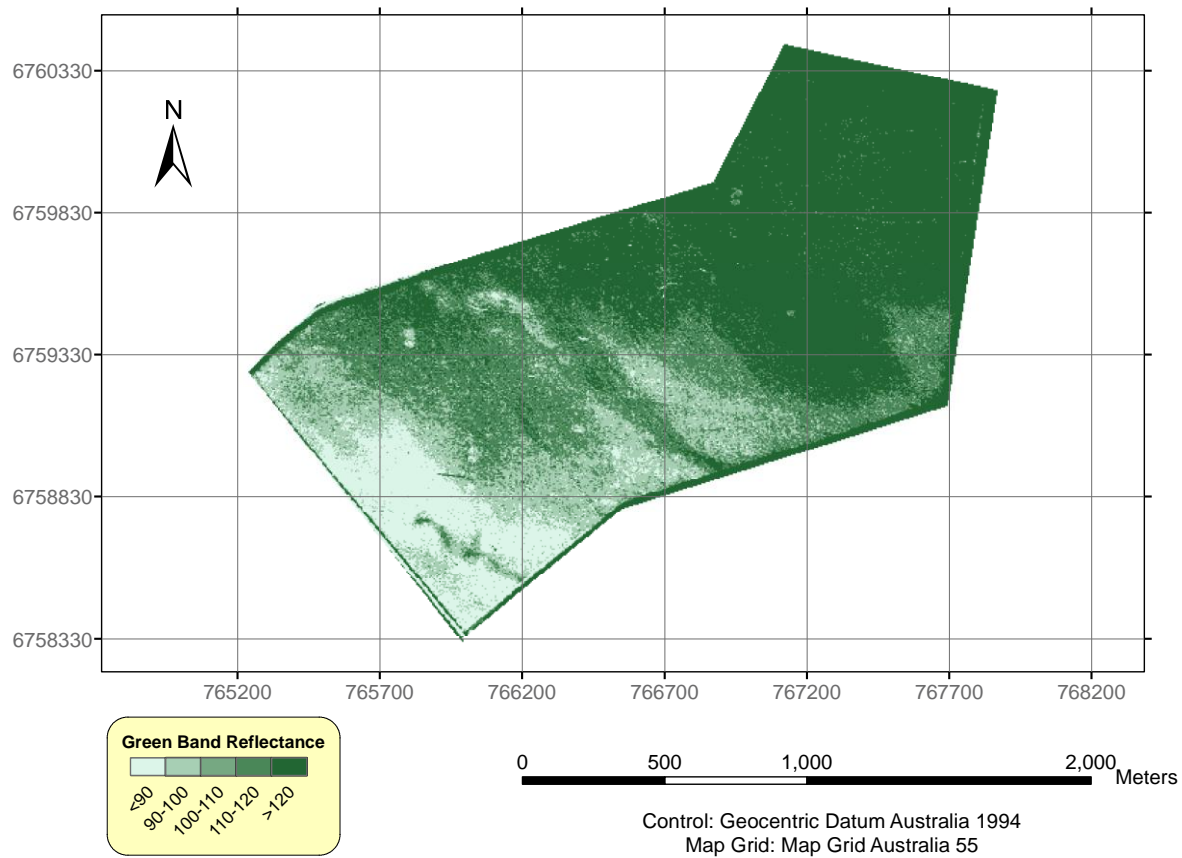 6760330
N
6759830
6759330
6758830
6758330
765200 765700 766200 766700 767200 767700 768200
Green Band Reflectance
<90 90-100 100-110 110-120 >120
0 500 1,000 2,000 Meters
Control: Geocentric Datum Australia 1994
Map Grid: Map Grid Australia 55